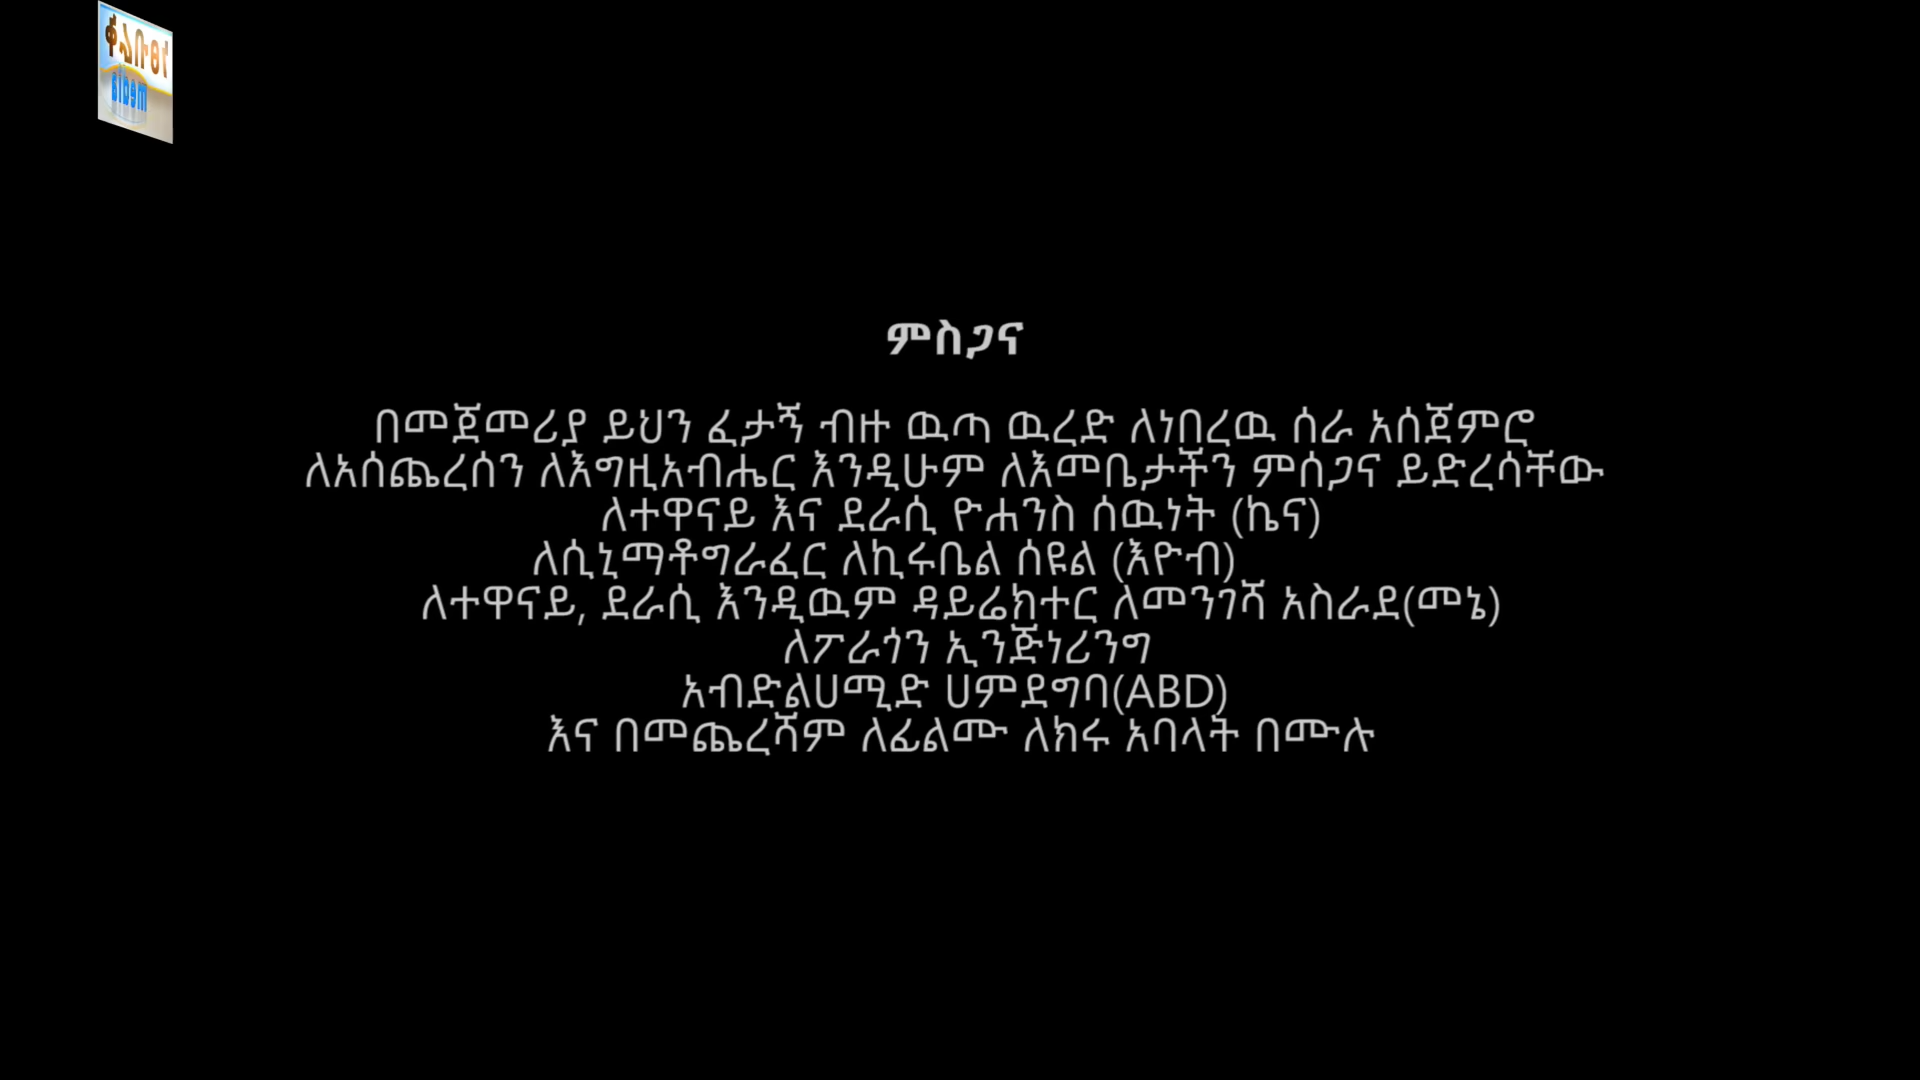 ነፀብራቅ
media
ምስጋና
በመጀመሪያ ይህን ፈታኝ ብዙ ዉጣ ዉረድ ለነበረዉ ሰራ አሰጀምሮ
ለአሰጨረሰን ለእግዚአብሔር እንዲሁም ለእመቤታችን ምሰጋና ይድረሳቸው
ለተዋናይ እና ደራሲ ዮሐንስ ሰዉነት (ኬና)
ለሲኒማቶግራፈር ለኪሩቤል ሰዩል (እዮብ)
ለተዋናይ, ደራሲ እንዲዉም ዳይሬክተር ለመንገሻ አስራደ(መኔ)
ለፖራጎን ኢንጅነሪንግ
አብድልሀሚድ ሀምደግባ(ABD)
እና በመጨረሻም ለፊልሙ ለክሩ አባላት በሙሉ